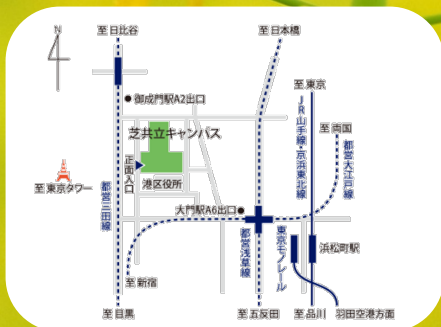 N
至 日比谷
至 日本橋
至 東京
御成門駅A2出口
芝共立キャンパス
至 両国
JR山手線・京浜東北線
都営大江戸線
正面入口
港区役所
至 東京タワー
都営三田線
大門駅A6出口
都営浅草線
東京モノレール
浜松町駅
至 新宿
至 目黒
至 五反田
至 品川
羽田空港方面